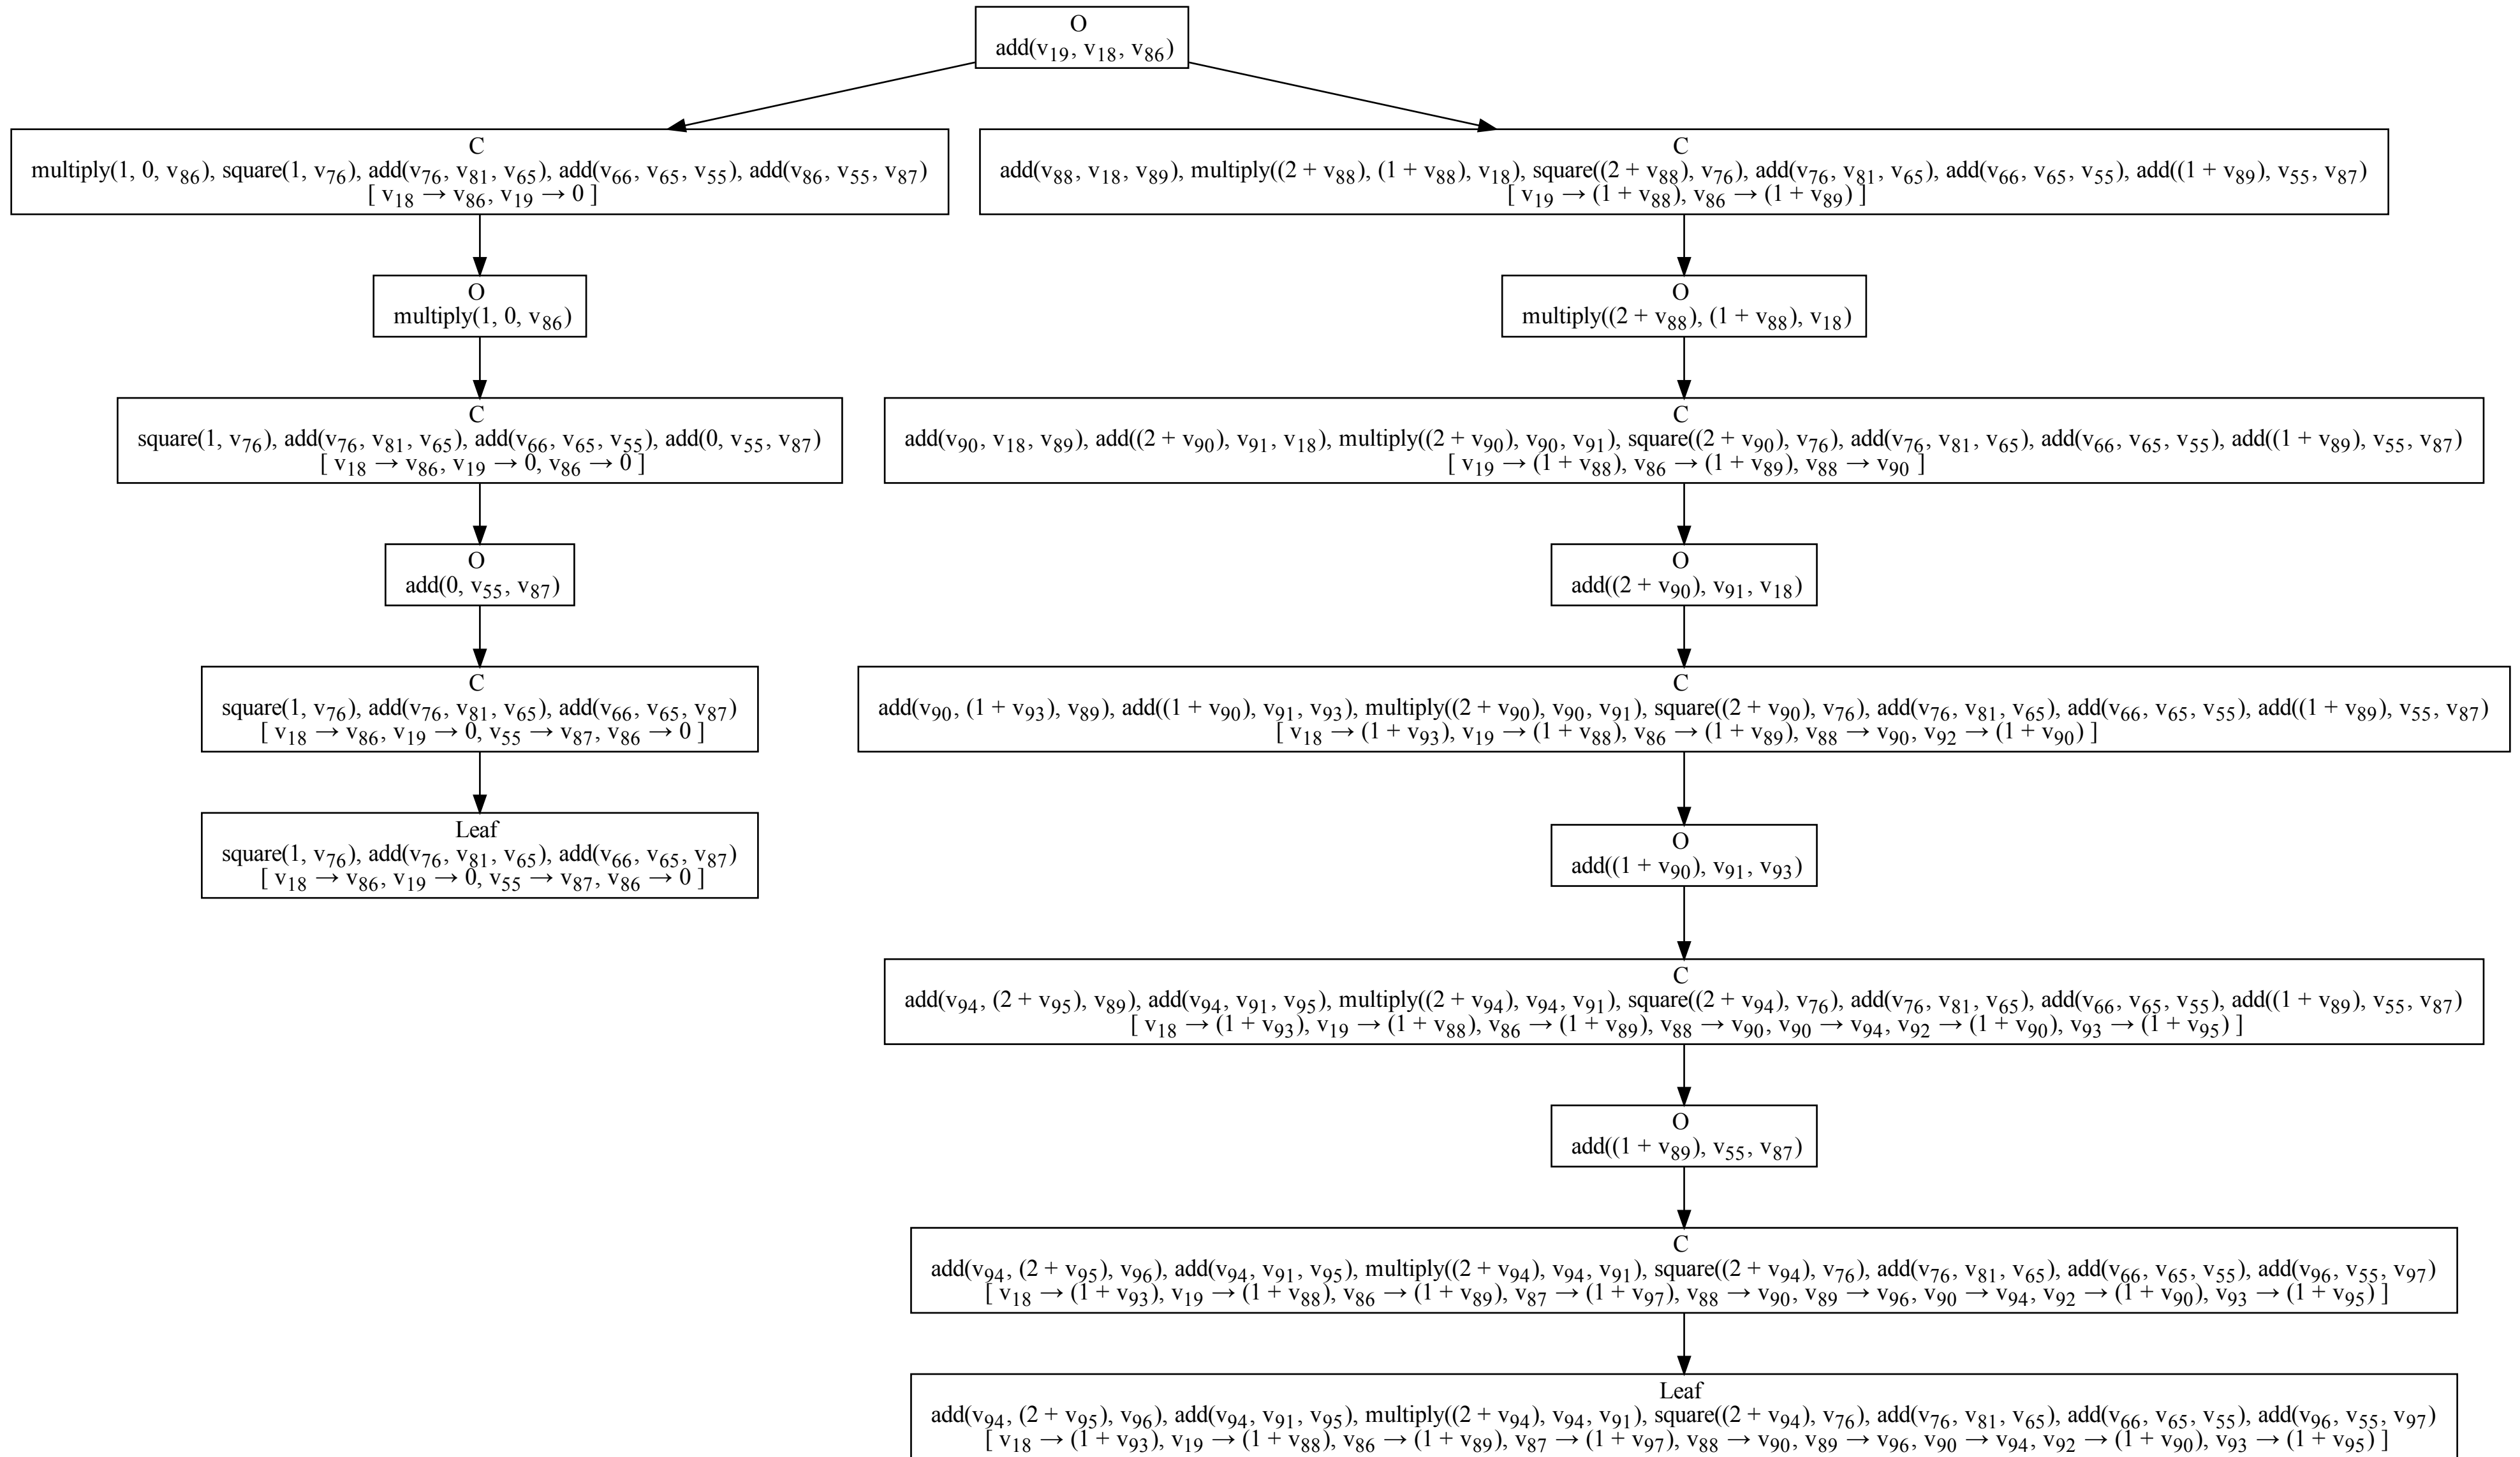 O
add(v₁₉, v₁₈, v₈₆)
C
multiply(1, 0, v₈₆), square(1, v₇₆), add(v₇₆, v₈₁, v₆₅), add(v₆₆, v₆₅, v₅₅), add(v₈₆, v₅₅, v₈₇)
[ v₁₈ → v₈₆, v₁₉ → 0 ]
C
add(v₈₈, v₁₈, v₈₉), multiply((2 + v₈₈), (1 + v₈₈), v₁₈), square((2 + v₈₈), v₇₆), add(v₇₆, v₈₁, v₆₅), add(v₆₆, v₆₅, v₅₅), add((1 + v₈₉), v₅₅, v₈₇)
[ v₁₉ → (1 + v₈₈), v₈₆ → (1 + v₈₉) ]
O
multiply(1, 0, v₈₆)
O
multiply((2 + v₈₈), (1 + v₈₈), v₁₈)
C
square(1, v₇₆), add(v₇₆, v₈₁, v₆₅), add(v₆₆, v₆₅, v₅₅), add(0, v₅₅, v₈₇)
[ v₁₈ → v₈₆, v₁₉ → 0, v₈₆ → 0 ]
C
add(v₉₀, v₁₈, v₈₉), add((2 + v₉₀), v₉₁, v₁₈), multiply((2 + v₉₀), v₉₀, v₉₁), square((2 + v₉₀), v₇₆), add(v₇₆, v₈₁, v₆₅), add(v₆₆, v₆₅, v₅₅), add((1 + v₈₉), v₅₅, v₈₇)
[ v₁₉ → (1 + v₈₈), v₈₆ → (1 + v₈₉), v₈₈ → v₉₀ ]
O
add(0, v₅₅, v₈₇)
O
add((2 + v₉₀), v₉₁, v₁₈)
C
square(1, v₇₆), add(v₇₆, v₈₁, v₆₅), add(v₆₆, v₆₅, v₈₇)
[ v₁₈ → v₈₆, v₁₉ → 0, v₅₅ → v₈₇, v₈₆ → 0 ]
C
add(v₉₀, (1 + v₉₃), v₈₉), add((1 + v₉₀), v₉₁, v₉₃), multiply((2 + v₉₀), v₉₀, v₉₁), square((2 + v₉₀), v₇₆), add(v₇₆, v₈₁, v₆₅), add(v₆₆, v₆₅, v₅₅), add((1 + v₈₉), v₅₅, v₈₇)
[ v₁₈ → (1 + v₉₃), v₁₉ → (1 + v₈₈), v₈₆ → (1 + v₈₉), v₈₈ → v₉₀, v₉₂ → (1 + v₉₀) ]
Leaf
square(1, v₇₆), add(v₇₆, v₈₁, v₆₅), add(v₆₆, v₆₅, v₈₇)
[ v₁₈ → v₈₆, v₁₉ → 0, v₅₅ → v₈₇, v₈₆ → 0 ]
O
add((1 + v₉₀), v₉₁, v₉₃)
C
add(v₉₄, (2 + v₉₅), v₈₉), add(v₉₄, v₉₁, v₉₅), multiply((2 + v₉₄), v₉₄, v₉₁), square((2 + v₉₄), v₇₆), add(v₇₆, v₈₁, v₆₅), add(v₆₆, v₆₅, v₅₅), add((1 + v₈₉), v₅₅, v₈₇)
[ v₁₈ → (1 + v₉₃), v₁₉ → (1 + v₈₈), v₈₆ → (1 + v₈₉), v₈₈ → v₉₀, v₉₀ → v₉₄, v₉₂ → (1 + v₉₀), v₉₃ → (1 + v₉₅) ]
O
add((1 + v₈₉), v₅₅, v₈₇)
C
add(v₉₄, (2 + v₉₅), v₉₆), add(v₉₄, v₉₁, v₉₅), multiply((2 + v₉₄), v₉₄, v₉₁), square((2 + v₉₄), v₇₆), add(v₇₆, v₈₁, v₆₅), add(v₆₆, v₆₅, v₅₅), add(v₉₆, v₅₅, v₉₇)
[ v₁₈ → (1 + v₉₃), v₁₉ → (1 + v₈₈), v₈₆ → (1 + v₈₉), v₈₇ → (1 + v₉₇), v₈₈ → v₉₀, v₈₉ → v₉₆, v₉₀ → v₉₄, v₉₂ → (1 + v₉₀), v₉₃ → (1 + v₉₅) ]
Leaf
add(v₉₄, (2 + v₉₅), v₉₆), add(v₉₄, v₉₁, v₉₅), multiply((2 + v₉₄), v₉₄, v₉₁), square((2 + v₉₄), v₇₆), add(v₇₆, v₈₁, v₆₅), add(v₆₆, v₆₅, v₅₅), add(v₉₆, v₅₅, v₉₇)
[ v₁₈ → (1 + v₉₃), v₁₉ → (1 + v₈₈), v₈₆ → (1 + v₈₉), v₈₇ → (1 + v₉₇), v₈₈ → v₉₀, v₈₉ → v₉₆, v₉₀ → v₉₄, v₉₂ → (1 + v₉₀), v₉₃ → (1 + v₉₅) ]